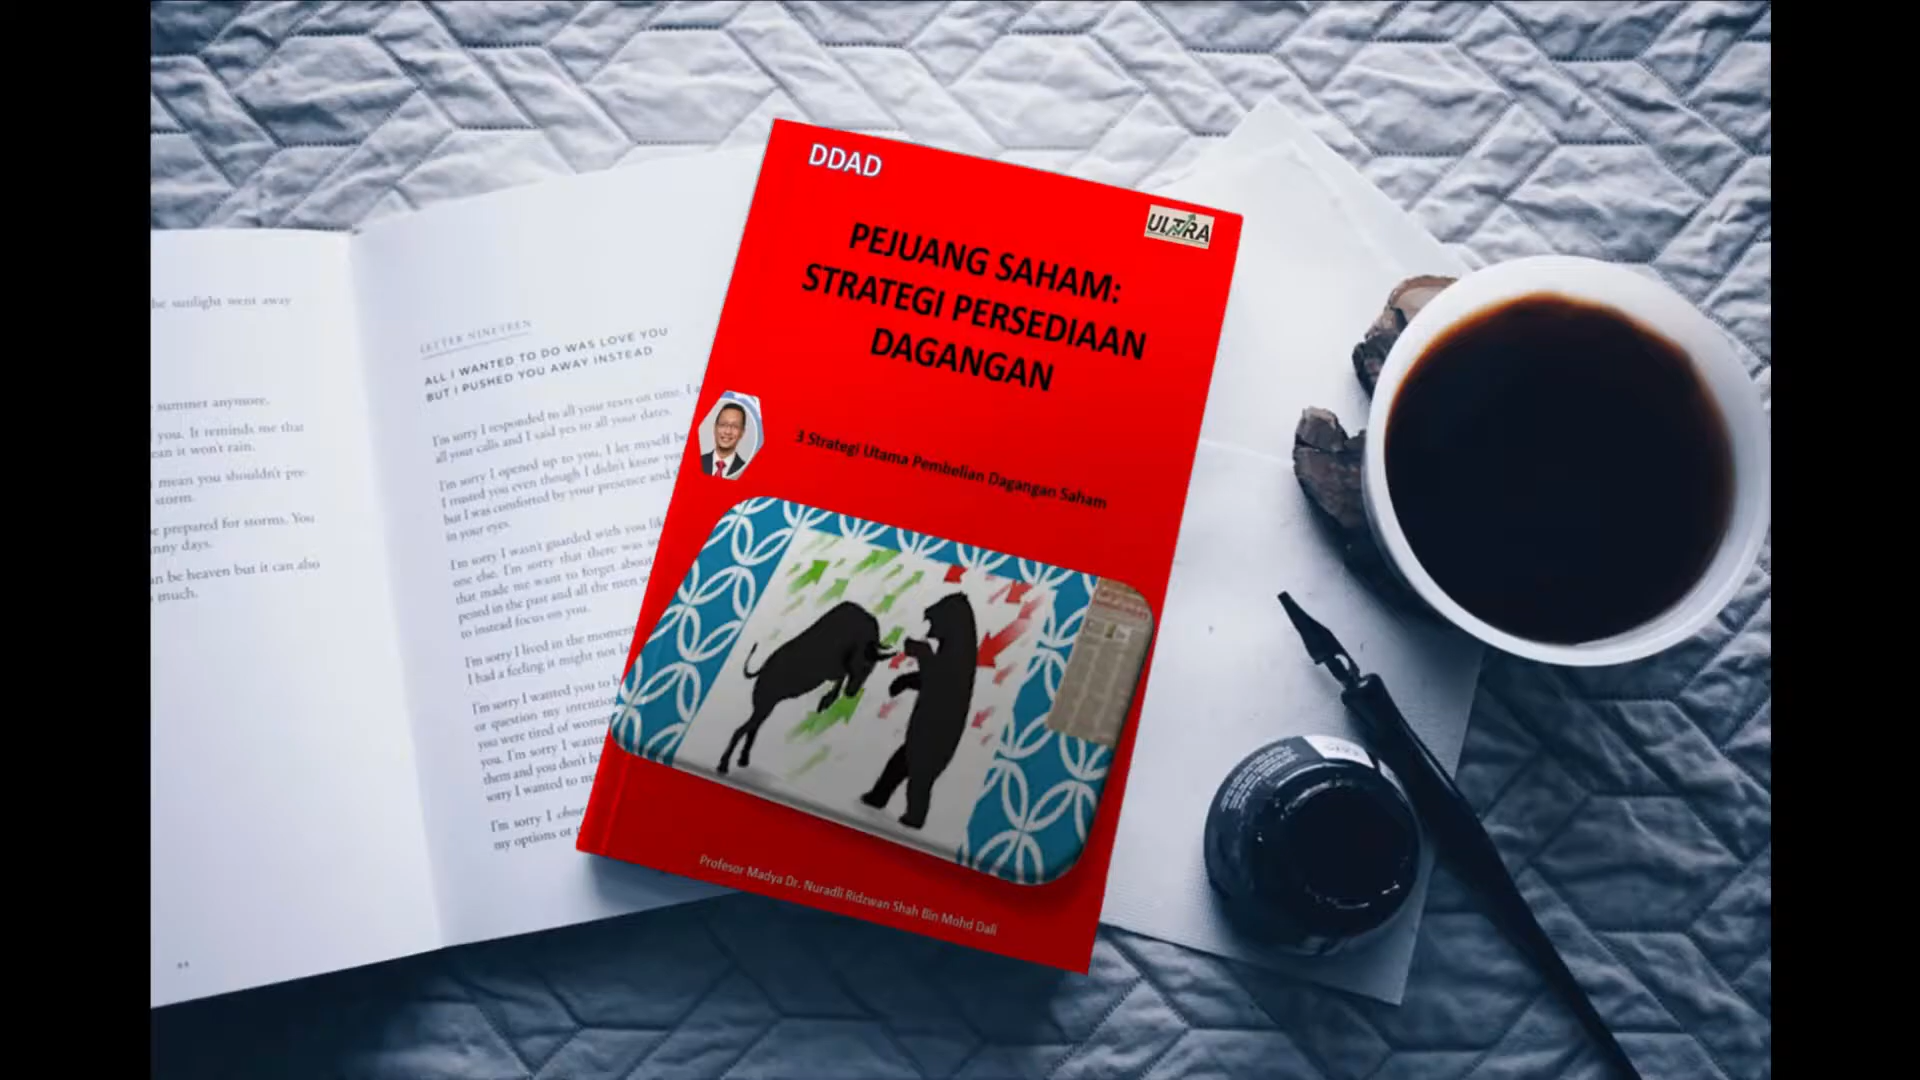 he sunlight went away
summer anymore.
you. It reminds me that
ean it won't rain.
mean you shouldn't pre-
storm.
e prepared for storms. You
nny days.
n be heaven but it can also
much.
LETTER NINETEEN
ALL I WANTED TO DO WAS LOVE YOU
BUT I PUSHED YOU AWAY INSTEAD
I'm sorry I responded to all your texts on time. I
all your calls and I said yes to all your dates.
I'm sorry I opened up to you, I let myself be
I trusted you even though I didn't know you
but I was comforted by your presence and
in your eyes.
I'm sorry I wasn't guarded with you
one else. I'm sorry that there was
that made me want to forget about
in the past and all the men
to instead focus on you.
I'm sorry I lived in the moment
I had a feeling it might not
I'm sorry I wanted you to
or question my
you were tired of
you. I'm sorry I
them and you don't
sorry I wanted to
I'm sorry I
my options or
DDAD
ULTRA
PEJUANG SAHAM:
STRATEGI PERSEDIAAN
DAGANGAN
3 Strategi Utama Pembelian Dagangan Saham
Profesor Madya Dr. Nuradli Ridzwan Shah Bin Mohd Dali